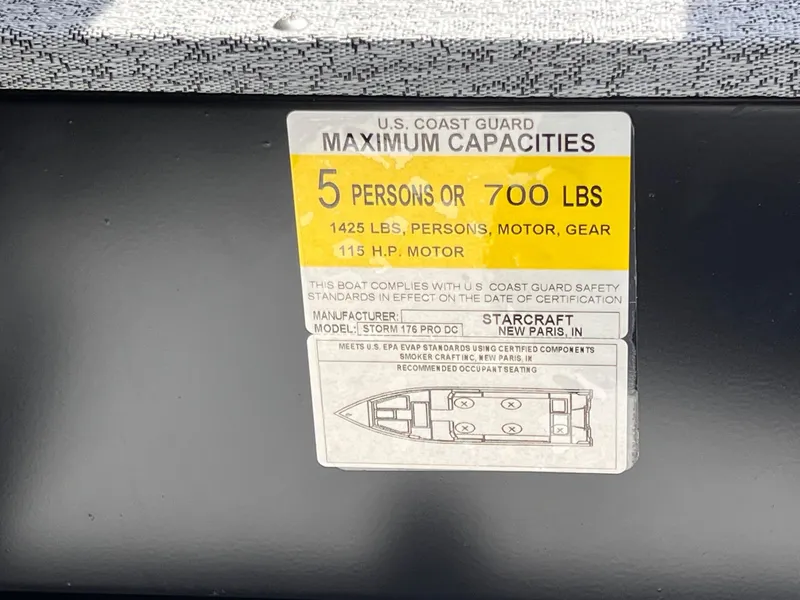 U.S. COAST GUARD
MAXIMUM CAPACITIES
5 PERSONS OR 700 LBS
1425 LBS, PERSONS, MOTOR, GEAR
115 H.P. MOTOR
THIS BOAT COMPLIES WITH U S COAST GUARD SAFETY
STANDARDS IN EFFECT ON THE DATE OF CERTIFICATION
MANUFACTURER: STARCRAFT
MODEL: STORM 176 PRO DC NEW PARIS, IN
MEETS U.S. EPA EVAP STANDARDS USING CERTIFIED COMPONENTS
SMOKER CRAFT INC, NEW PARIS, IN
RECOMMENDED OCCUPANT SEATING